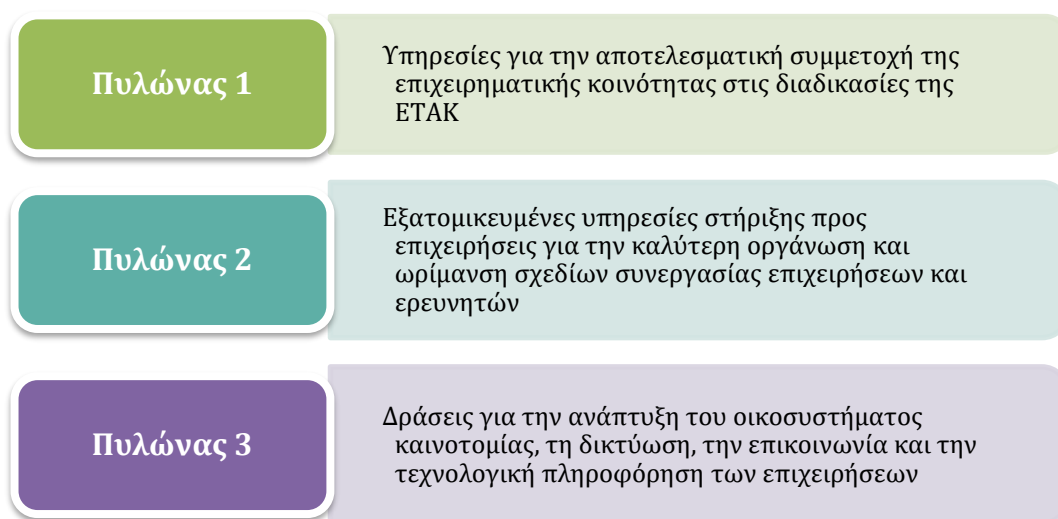 Πυλώνας 1
Υπηρεσίες για την αποτελεσματική συμμετοχή της
επιχειρηματικής κοινότητας στις διαδικασίες της
ΕΤΑΚ
Πυλώνας 2
Εξατομικευμένες υπηρεσίες στήριξης προς
επιχειρήσεις για την καλύτερη οργάνωση και
ωρίμανση σχεδίων συνεργασίας επιχειρήσεων και
ερευνητών
Πυλώνας 3
Δράσεις για την ανάπτυξη του οικοσυστήματος
καινοτομίας, τη δικτύωση, την επικοινωνία και την
τεχνολογική πληροφόρηση των επιχειρήσεων